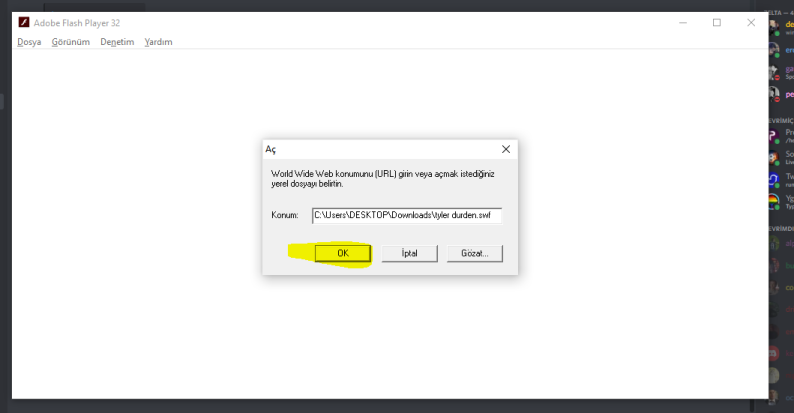 Adobe Flash Player 32
Dosya Görünüm Denetim Yardım
Aç
World Wide Web konumunu (URL) girin veya açmak istediğiniz
yerel dosyayı belirtin.
Konum: C:\Users\DESKTOP\Downloads\tyler durden.swf
OK İptal Gözat...